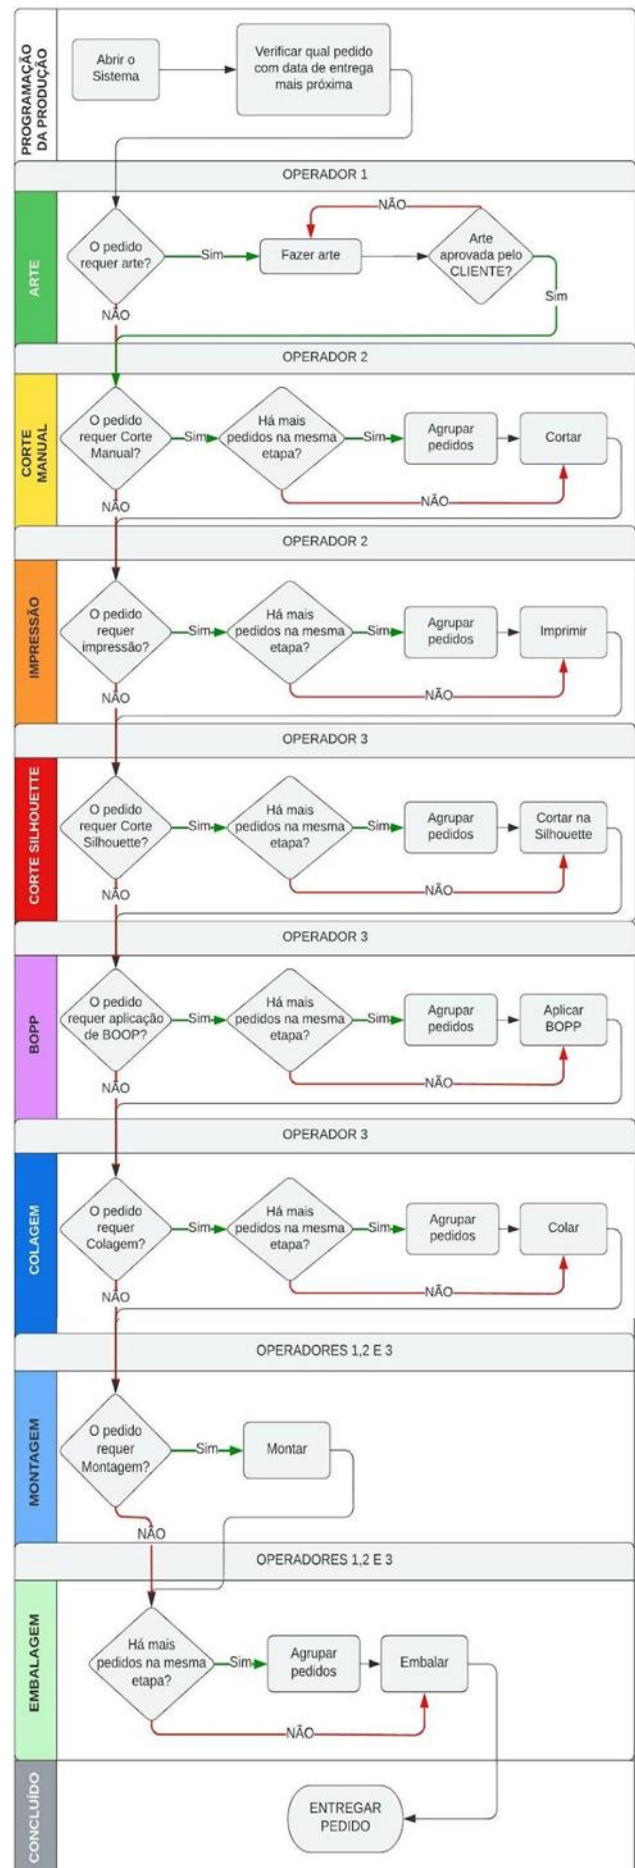 PROGRAMAÇÃO
DA PRODUÇÃO
Abrir o
Sistema
Verificar qual pedido
com data de entrega
mais próxima
OPERADOR 1
ARTE
O pedido
requer arte?
Sim
Fazer arte
NÃO
Arte
aprovada pelo
CLIENTE?
Sim
NÃO
OPERADOR 2
CORTE
MANUAL
O pedido
requer Corte
Manual?
Sim
Há mais
pedidos na mesma
etapa?
Sim
Agrupar
pedidos
Cortar
NÃO
NÃO
OPERADOR 2
IMPRESSÃO
O pedido
requer
impressão?
Sim
Há mais
pedidos na mesma
etapa?
Sim
Agrupar
pedidos
Imprimir
NÃO
NÃO
OPERADOR 3
CORTE SILHOUETTE
O pedido
requer Corte
Silhouette?
Sim
Há mais
pedidos na mesma
etapa?
Sim
Agrupar
pedidos
Cortar na
Silhouette
NÃO
NÃO
OPERADOR 3
BOPP
O pedido
requer aplicação
de BOOP?
Sim
Há mais
pedidos na mesma
etapa?
Sim
Agrupar
pedidos
Aplicar
BOPP
NÃO
NÃO
OPERADOR 3
COLAGEM
O pedido
requer
Colagem?
Sim
Há mais
pedidos na mesma
etapa?
Sim
Agrupar
pedidos
Colar
NÃO
NÃO
OPERADORES 1,2 E 3
MONTAGEM
O pedido
requer
Montagem?
Sim
Montar
NÃO
OPERADORES 1,2 E 3
EMBALAGEM
Há mais
pedidos na mesma
etapa?
Sim
Agrupar
pedidos
Embalar
NÃO
CONCLUÍDO
ENTREGAR
PEDIDO